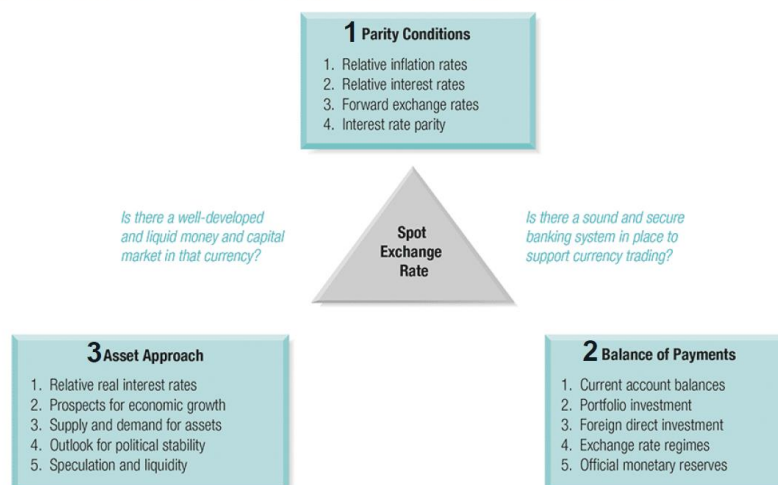 1 Parity Conditions
1. Relative inflation rates
2. Relative interest rates
3. Forward exchange rates
4. Interest rate parity
Is there a well-developed
and liquid money and capital
market in that currency?
Spot
Exchange
Rate
Is there a sound and secure
banking system in place to
support currency trading?
3 Asset Approach
1. Relative real interest rates
2. Prospects for economic growth
3. Supply and demand for assets
4. Outlook for political stability
5. Speculation and liquidity
2 Balance of Payments
1. Current account balances
2. Portfolio investment
3. Foreign direct investment
4. Exchange rate regimes
5. Official monetary reserves